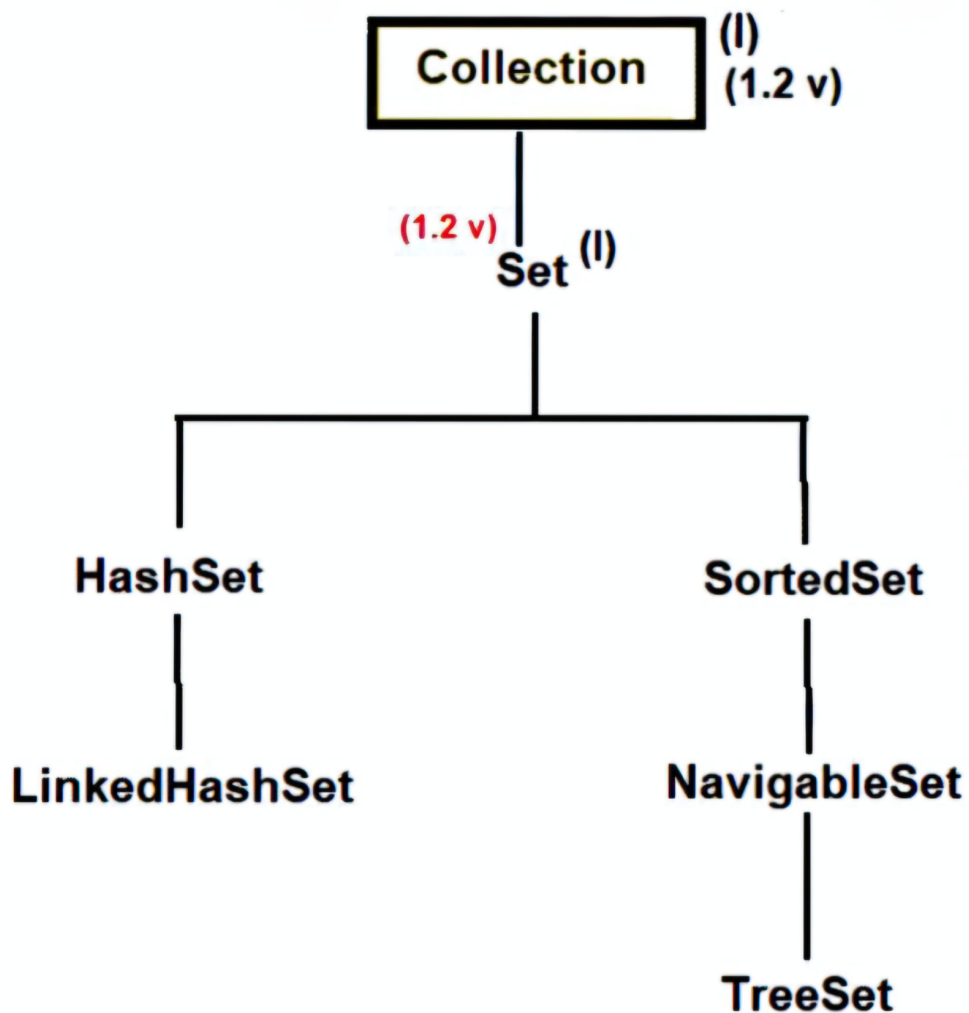 Collection (I)
(1.2 v)
(1.2 v)
Set (I)
HashSet
SortedSet
LinkedHashSet
NavigableSet
TreeSet